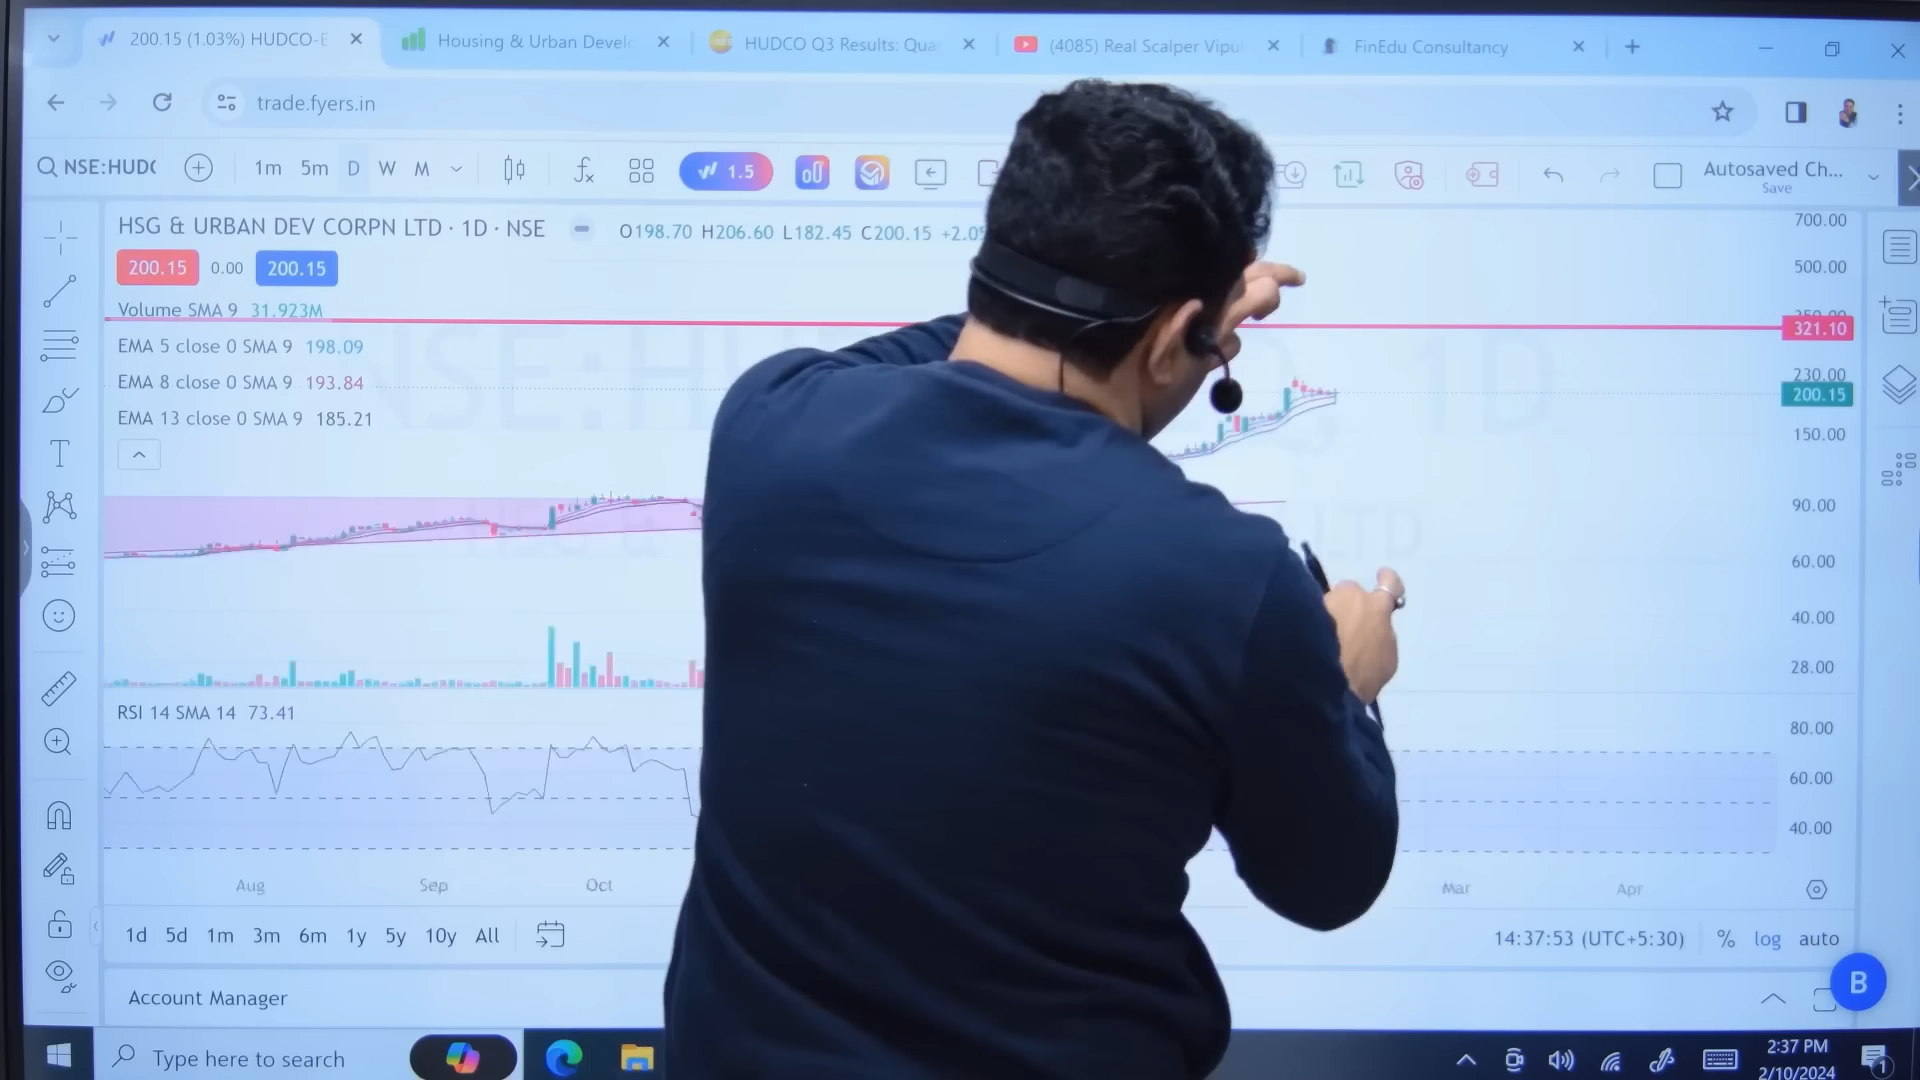 200.15 (1.03%) HUDCO-E
Housing & Urban Devel
HUDCO Q3 Results: Qua
(4085) Real Scalper Vipul
FinEdu Consultancy
trade.fyers.in
NSE:HUDC
1m 5m D W M
1.5
Autosaved Ch...
Save
HSG & URBAN DEV CORPN LTD · 1D · NSE
O198.70 H206.60 L182.45 C200.15 +2.05
200.15 0.00 200.15
Volume SMA 9 31.923M
EMA 5 close 0 SMA 9 198.09
EMA 8 close 0 SMA 9 193.84
EMA 13 close 0 SMA 9 185.21
700.00
500.00
321.10
230.00
200.15
150.00
90.00
60.00
40.00
28.00
RSI 14 SMA 14 73.41
80.00
60.00
40.00
Aug Sep Oct Mar Apr
1d 5d 1m 3m 6m 1y 5y 10y All
14:37:53 (UTC+5:30) % log auto
B
Account Manager
Type here to search
2:37 PM
2/10/2024
1